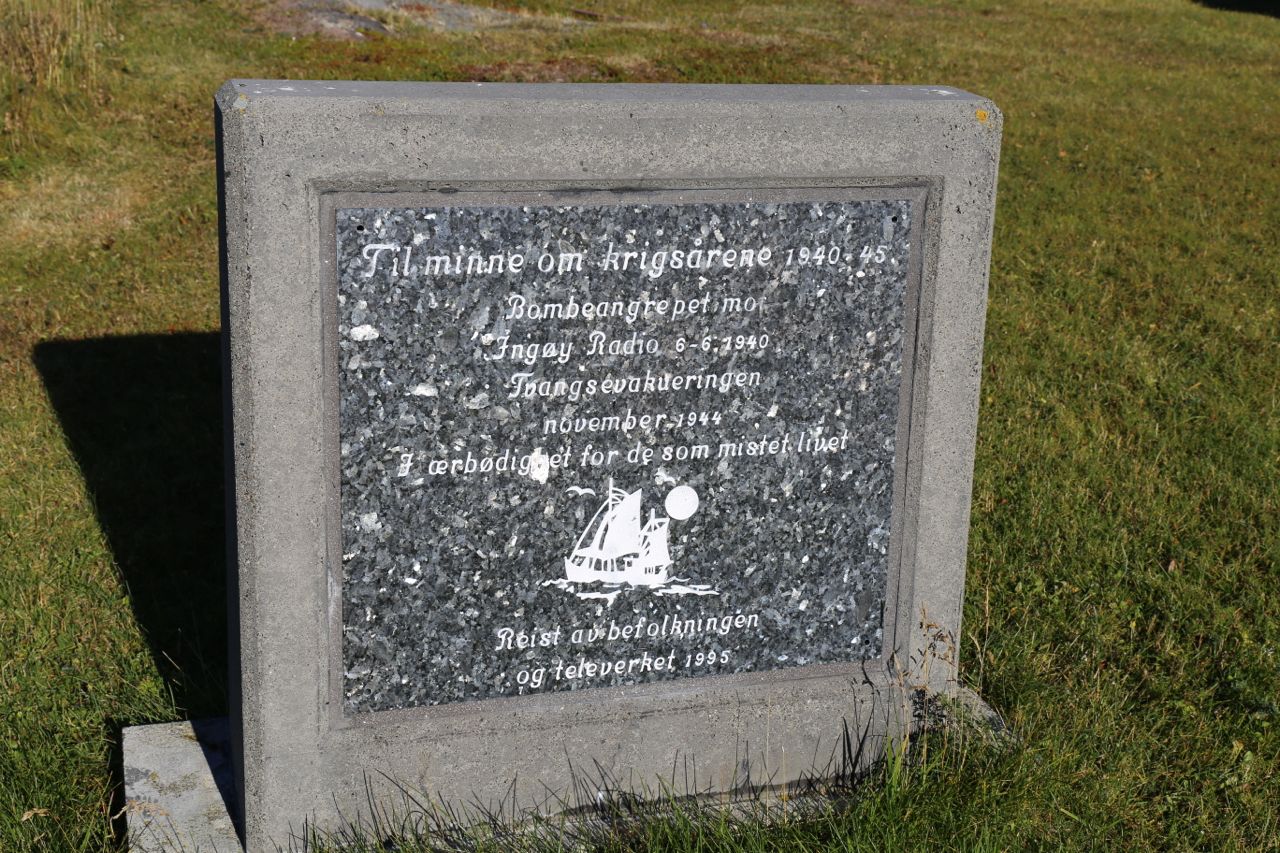 Til minne om krigsårene 1940-45.
Bombeangrepet mot
Ingøy Radio 6-6-1940
Tvangsevakueringen
november 1944
I ærbødighet for de som mistet livet
Reist av befolkningen
og televerket 1995